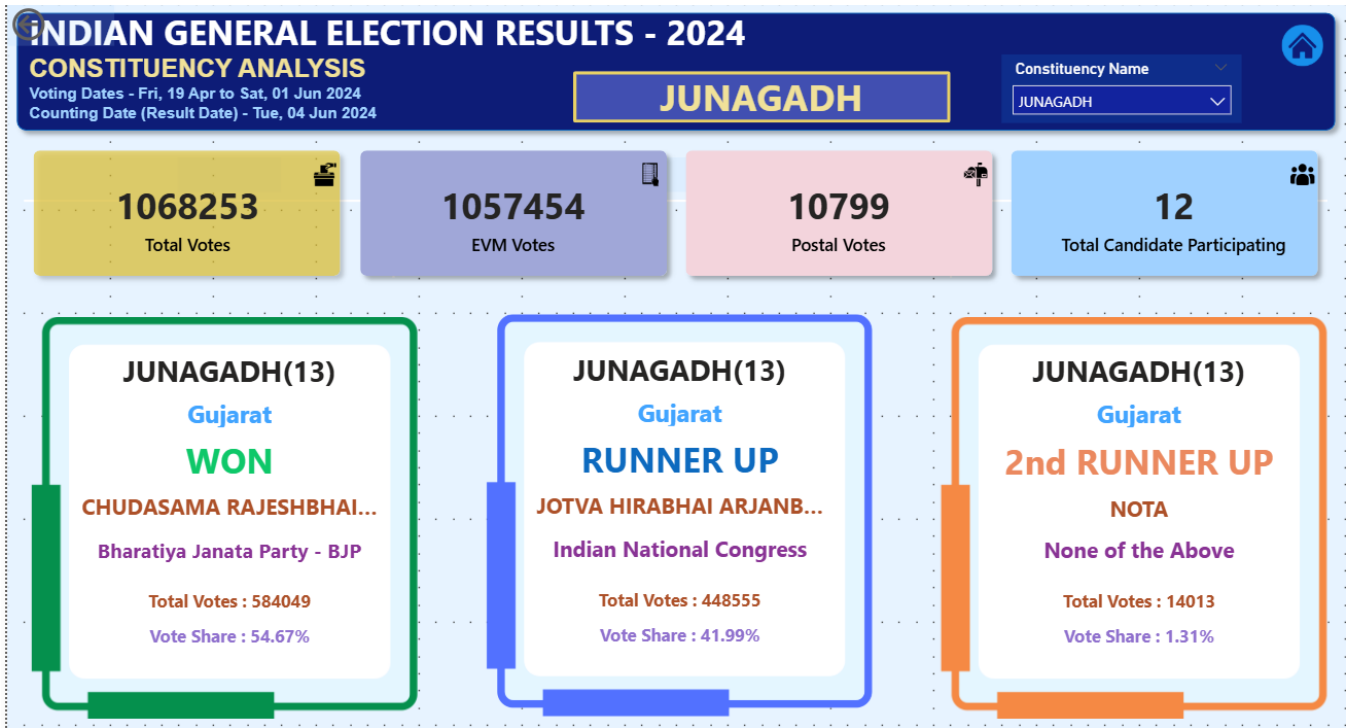 INDIAN GENERAL ELECTION RESULTS - 2024
CONSTITUENCY ANALYSIS
Voting Dates - Fri, 19 Apr to Sat, 01 Jun 2024
Counting Date (Result Date) - Tue, 04 Jun 2024
JUNAGADH
Constituency Name
JUNAGADH
1068253
Total Votes
1057454
EVM Votes
10799
Postal Votes
12
Total Candidate Participating
JUNAGADH(13)
Gujarat
WON
CHUDASAMA RAJESHBHAI...
Bharatiya Janata Party - BJP
Total Votes : 584049
Vote Share : 54.67%
JUNAGADH(13)
Gujarat
RUNNER UP
JOTVA HIRABHAI ARJANB...
Indian National Congress
Total Votes : 448555
Vote Share : 41.99%
JUNAGADH(13)
Gujarat
2nd RUNNER UP
NOTA
None of the Above
Total Votes : 14013
Vote Share : 1.31%